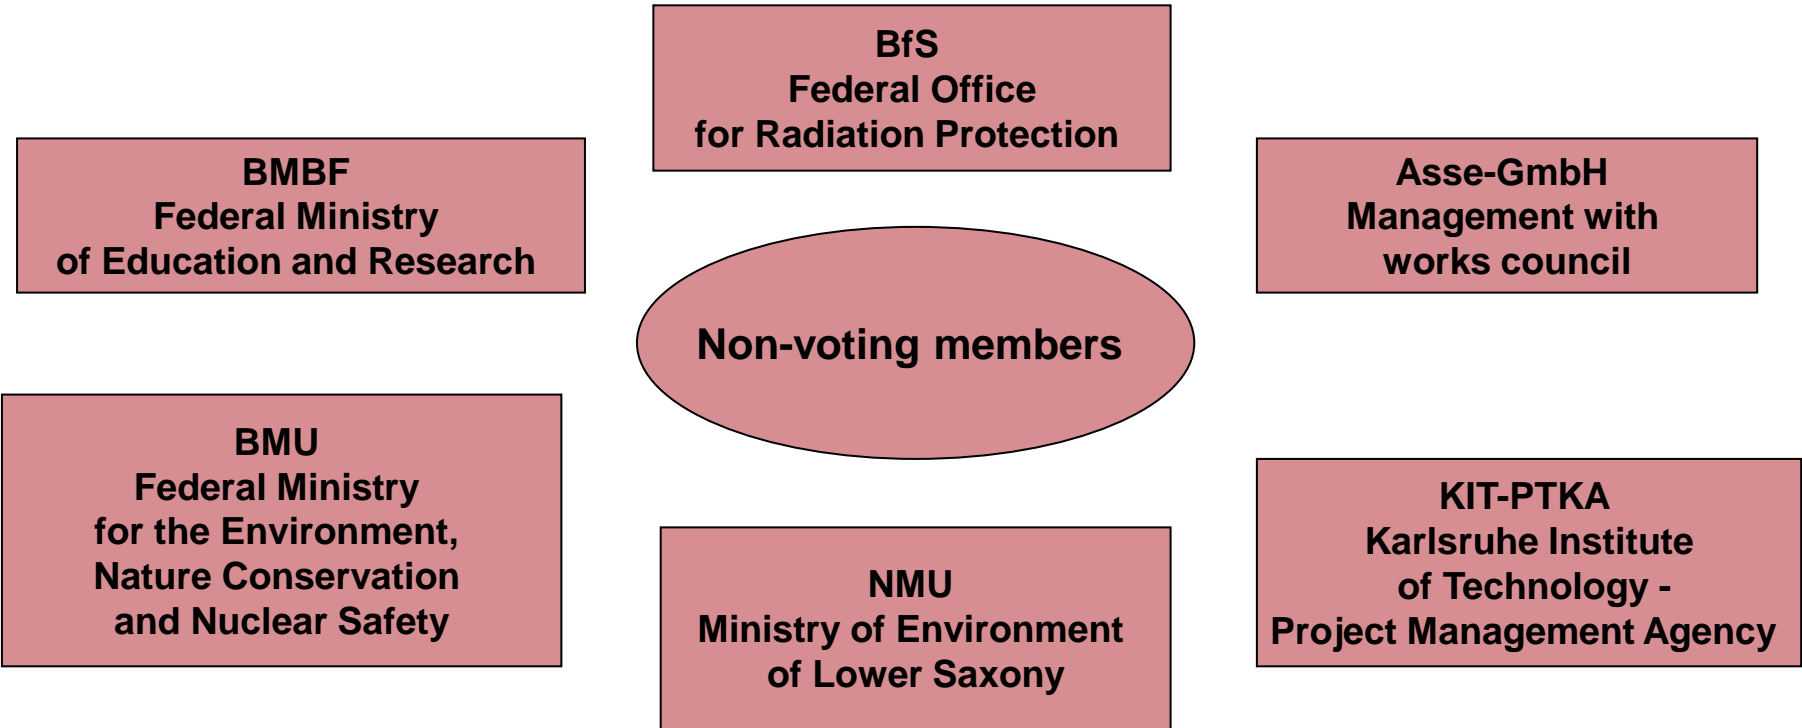 BfS
Federal Office
for Radiation Protection
BMBF
Federal Ministry
of Education and Research
Asse-GmbH
Management with
works council
Non-voting members
BMU
Federal Ministry
for the Environment,
Nature Conservation
and Nuclear Safety
NMU
Ministry of Environment
of Lower Saxony
KIT-PTKA
Karlsruhe Institute
of Technology -
Project Management Agency